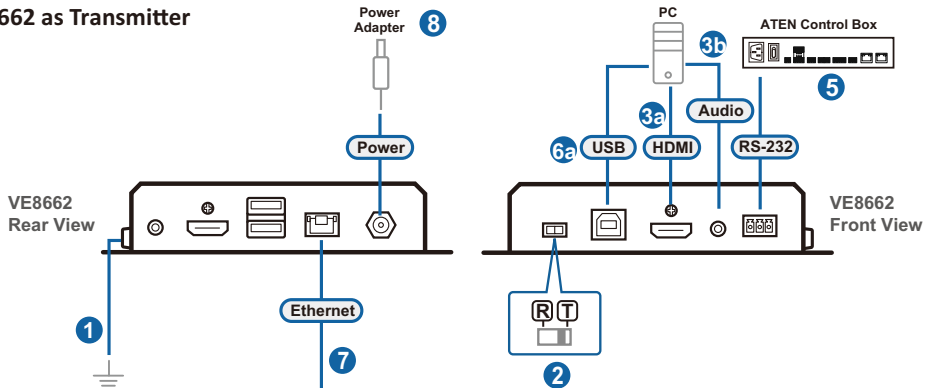 662 as Transmitter
Power
Adapter
8
PC
3b
ATEN Control Box
5
3a
Audio
Power
6a
USB
HDMI
RS-232
VE8662
Rear View
VE8662
Front View
Ethernet
R T
1
7
2